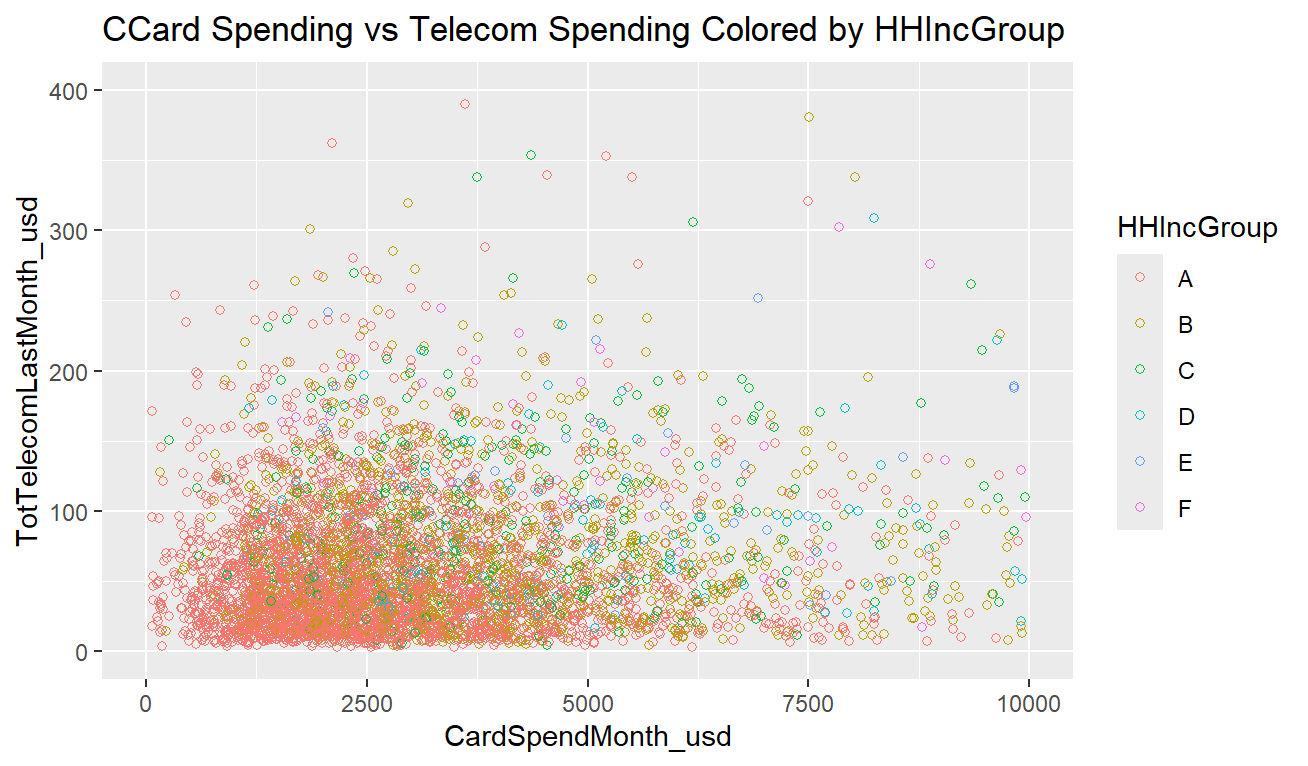 CCard Spending vs Telecom Spending Colored by HHIncGroup
400
300
200
100
0
TotTelecomLastMonth_usd
0 2500 5000 7500 10000
CardSpendMonth_usd
HHIncGroup
A
B
C
D
E
F